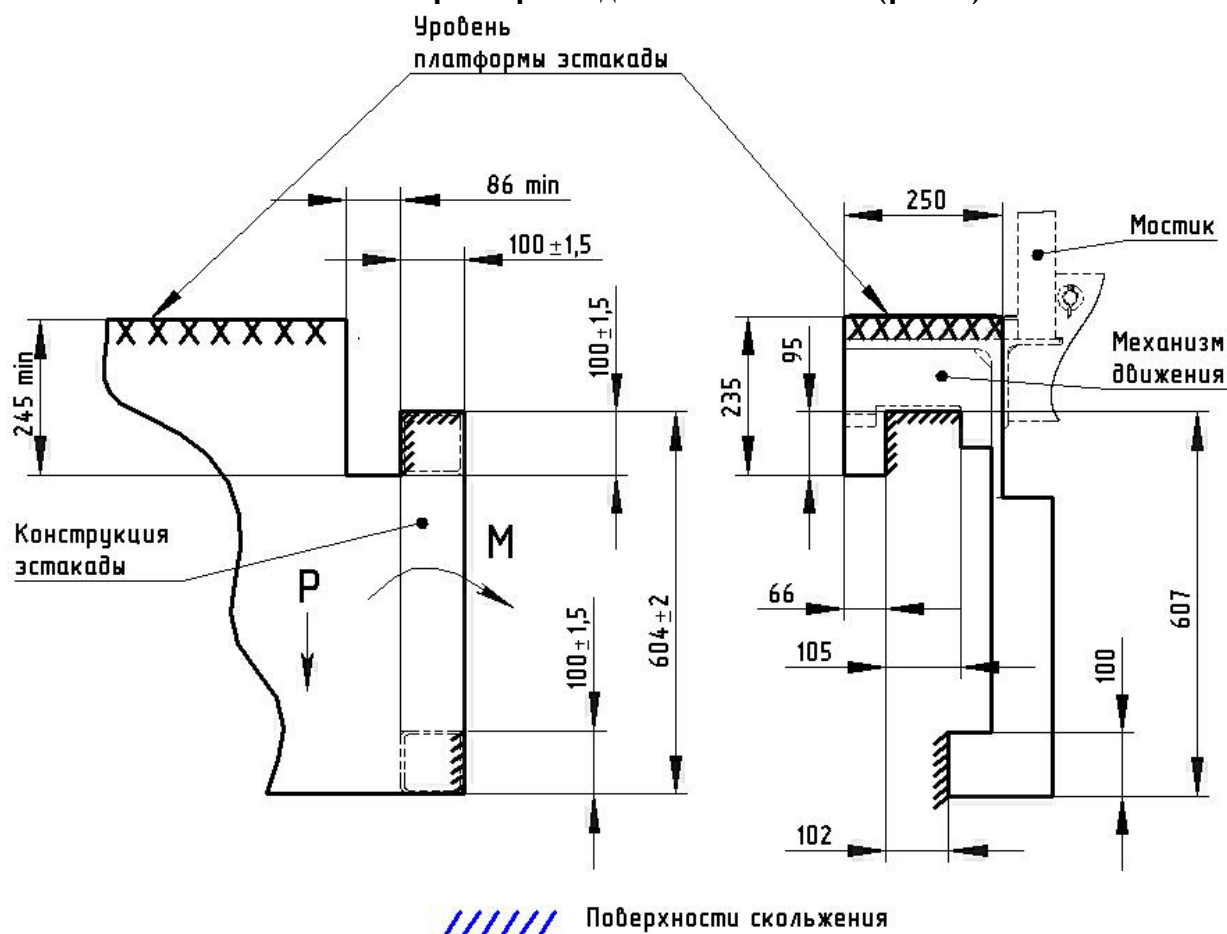 Уровень
платформы эстакады
86 min
100±1,5
250
Мостик
245 min
100±1,5
235
95
Механизм
движения
Конструкция
эстакады
P
M
604±2
100±1,5
66
105
607
100
102
Поверхности скольжения